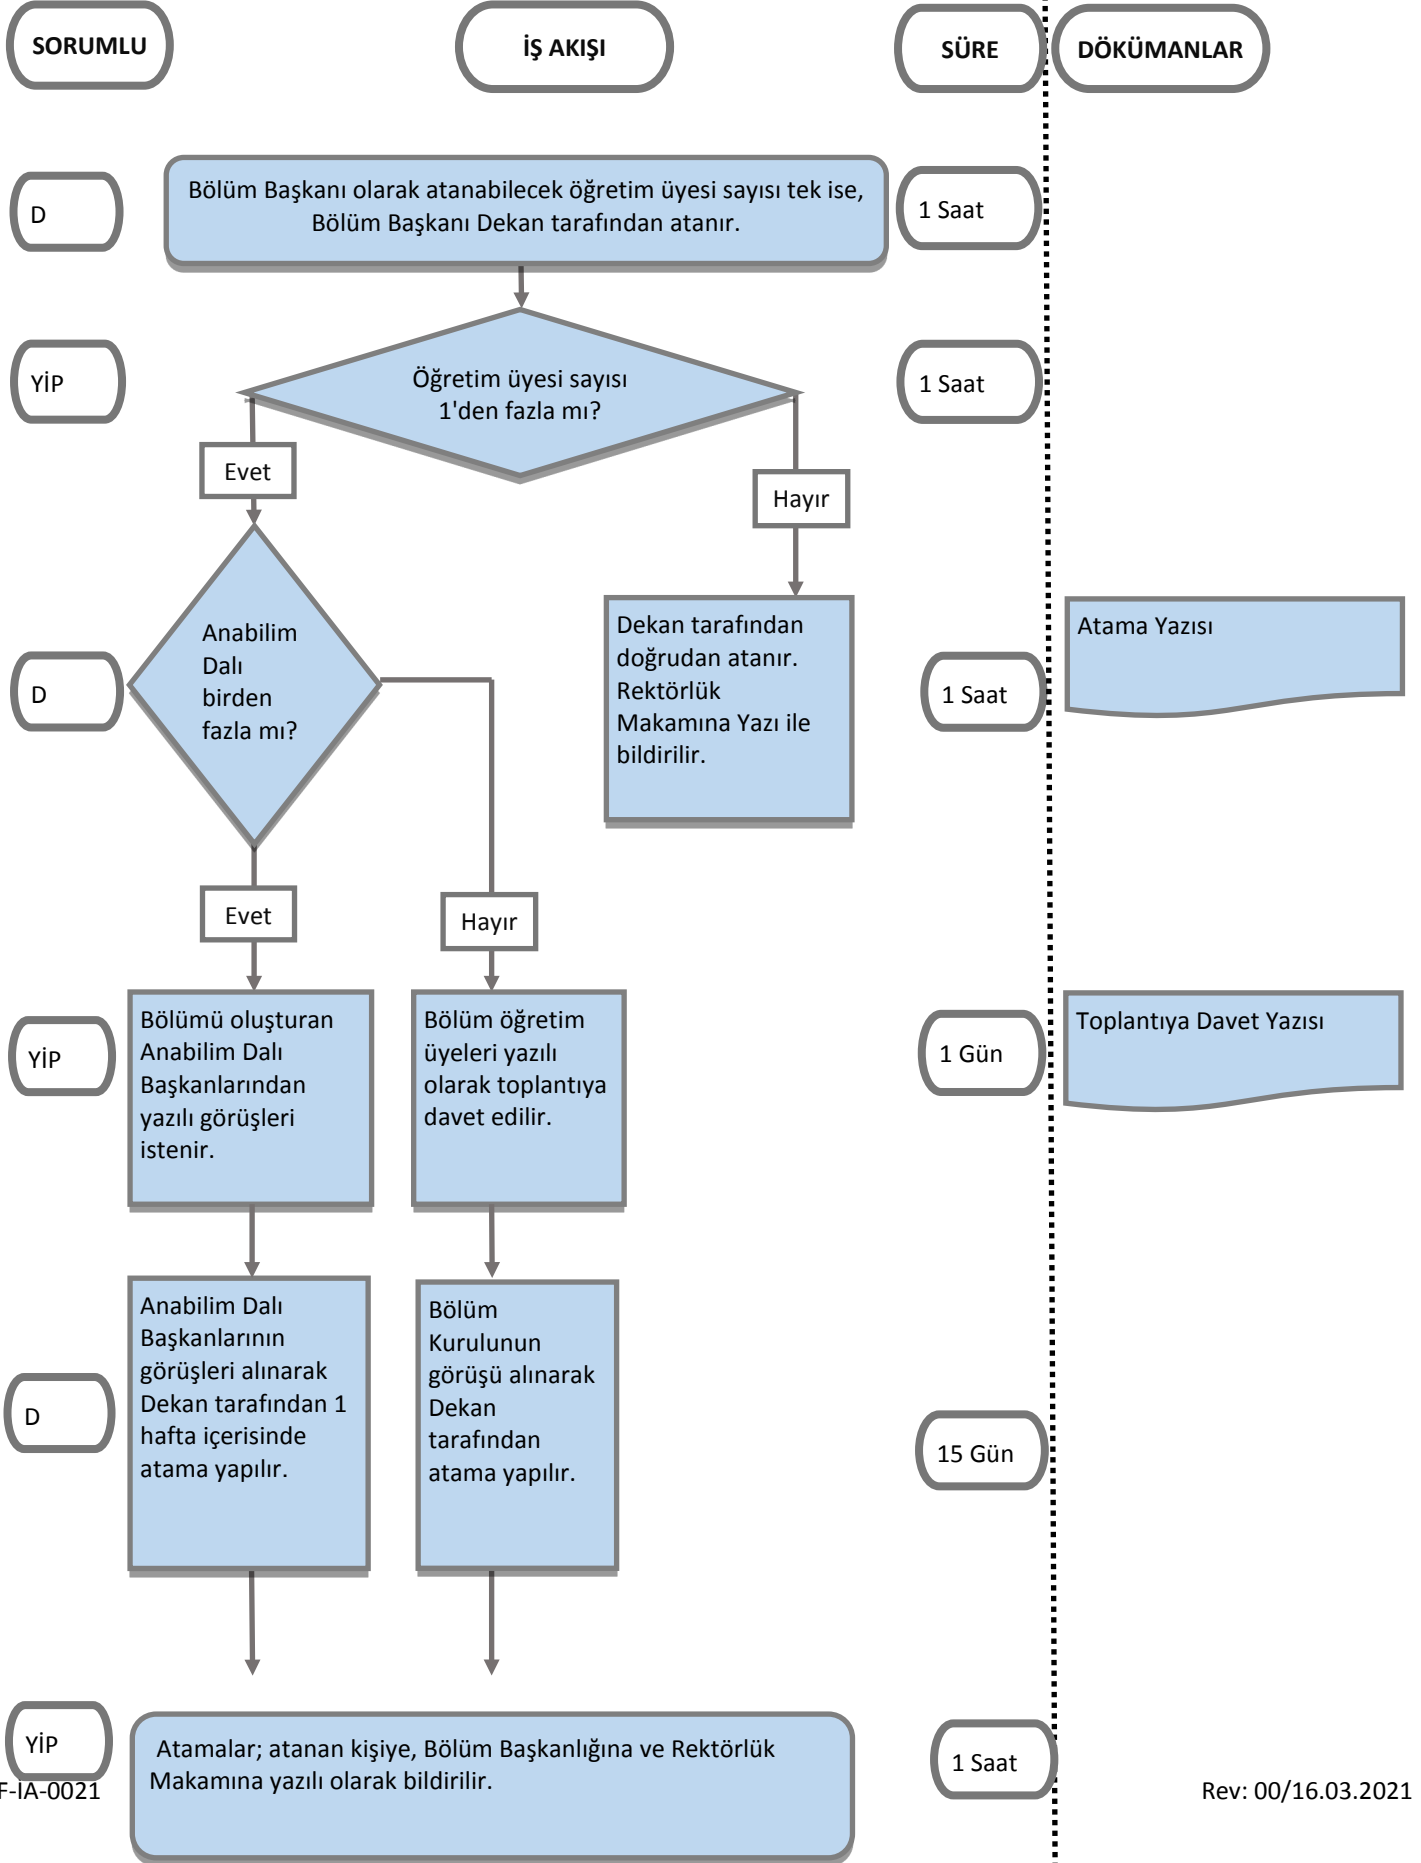 SORUMLU
İŞ AKIŞI
SÜRE
DÖKÜMANLAR
D
Bölüm Başkanı olarak atanabilecek öğretim üyesi sayısı tek ise,
Bölüm Başkanı Dekan tarafından atanır.
1 Saat
YİP
Öğretim üyesi sayısı
1'den fazla mı?
1 Saat
Evet
Hayır
D
Anabilim
Dalı
birden
fazla mı?
Dekan tarafından
doğrudan atanır.
Rektörlük
Makamına Yazı ile
bildirilir.
1 Saat
Atama Yazısı
Evet
Hayır
YİP
Bölümü oluşturan
Anabilim Dalı
Başkanlarından
yazılı görüşleri
istenir.
Bölüm öğretim
üyeleri yazılı
olarak toplantıya
davet edilir.
1 Gün
Toplantıya Davet Yazısı
D
Anabilim Dalı
Başkanlarının
görüşleri alınarak
Dekan tarafından 1
hafta içerisinde
atama yapılır.
Bölüm
Kurulunun
görüşü alınarak
Dekan
tarafından
atama yapılır.
15 Gün
YİP
Atamalar; atanan kişiye, Bölüm Başkanlığına ve Rektörlük
Makamına yazılı olarak bildirilir.
1 Saat
F-İA-0021
Rev: 00/16.03.2021